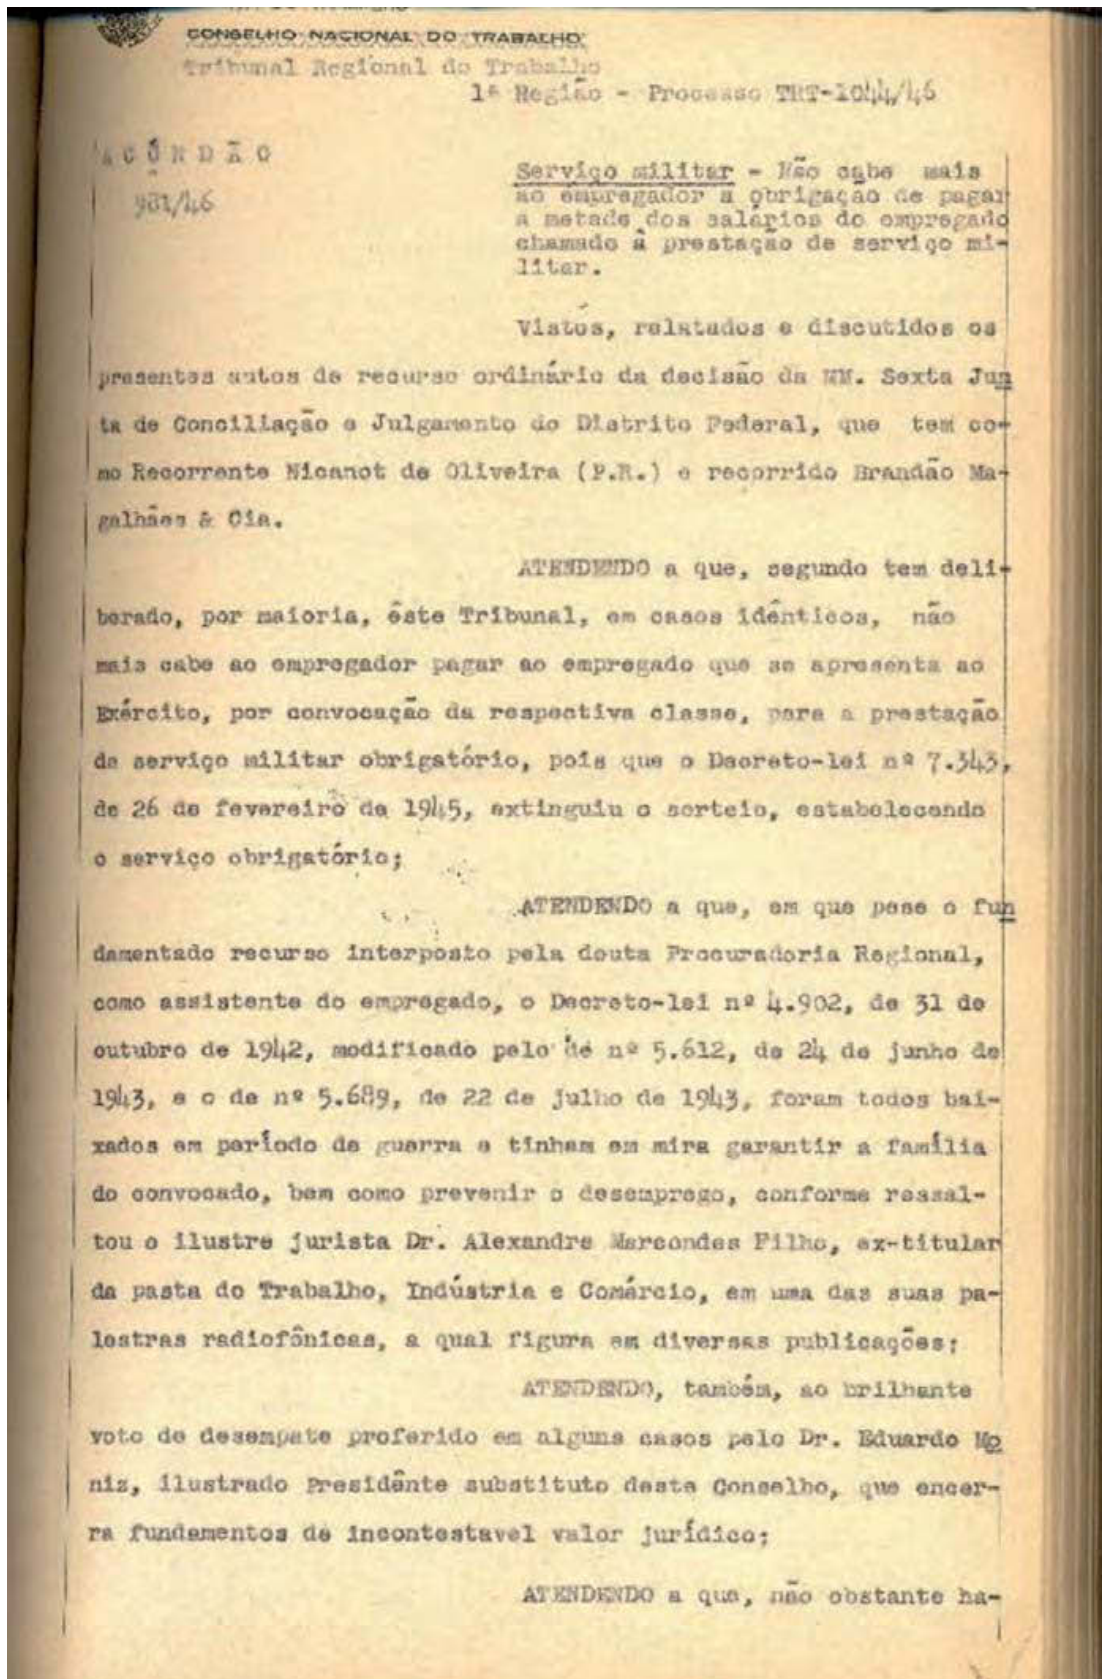 CONSELHO NACIONAL DO TRABALHO
Tribunal Regional do Trabalho
1ª Região - Processo TRT-1044/46
ACÓRDÃO
981/46
Serviço militar - Não cabe mais
ao empregador a obrigação de pagar
a metade dos salários do empregado
chamado à prestação de serviço mi-
litar.
Vistos, relatados e discutidos os
presentes autos de recurso ordinário da decisão da MM. Sexta Jun
ta de Conciliação e Julgamento do Distrito Federal, que tem co-
mo Recorrente Nicanot de Oliveira (P.R.) e recorrido Brandão Ma-
galhães & Cia.
ATENDENDO a que, segundo tem deli-
berado, por maioria, êste Tribunal, em casos idênticos, não
mais cabe ao empregador pagar ao empregado que se apresenta ao
Exército, por convocação da respectiva classe, para a prestação
de serviço militar obrigatório, pois que o Decreto-lei nº 7.343,
de 26 de fevereiro de 1945, extinguiu o sorteio, estabelecendo
o serviço obrigatório;
ATENDENDO a que, em que pese o fun
damentado recurso interposto pela douta Procuradoria Regional,
como assistente do empregado, o Decreto-lei nº 4.902, de 31 de
outubro de 1942, modificado pelo de nº 5.612, de 24 de junho de
1943, e o de nº 5.689, de 22 de julho de 1943, foram todos bai-
xados em período de guerra e tinham em mira garantir a família
do convocado, bem como prevenir o desemprego, conforme ressal-
tou o ilustre jurista Dr. Alexandre Marcondes Filho, ex-titular
da pasta do Trabalho, Indústria e Comércio, em uma das suas pa-
lestras radiofônicas, a qual figura em diversas publicações;
ATENDENDO, também, ao brilhante
voto de desempate proferido em alguns casos pelo Dr. Eduardo Mo
niz, ilustrado Presidênte substituto deste Conselho, que encer-
ra fundamentos de incontestavel valor jurídico;
ATENDENDO a que, não obstante ha-